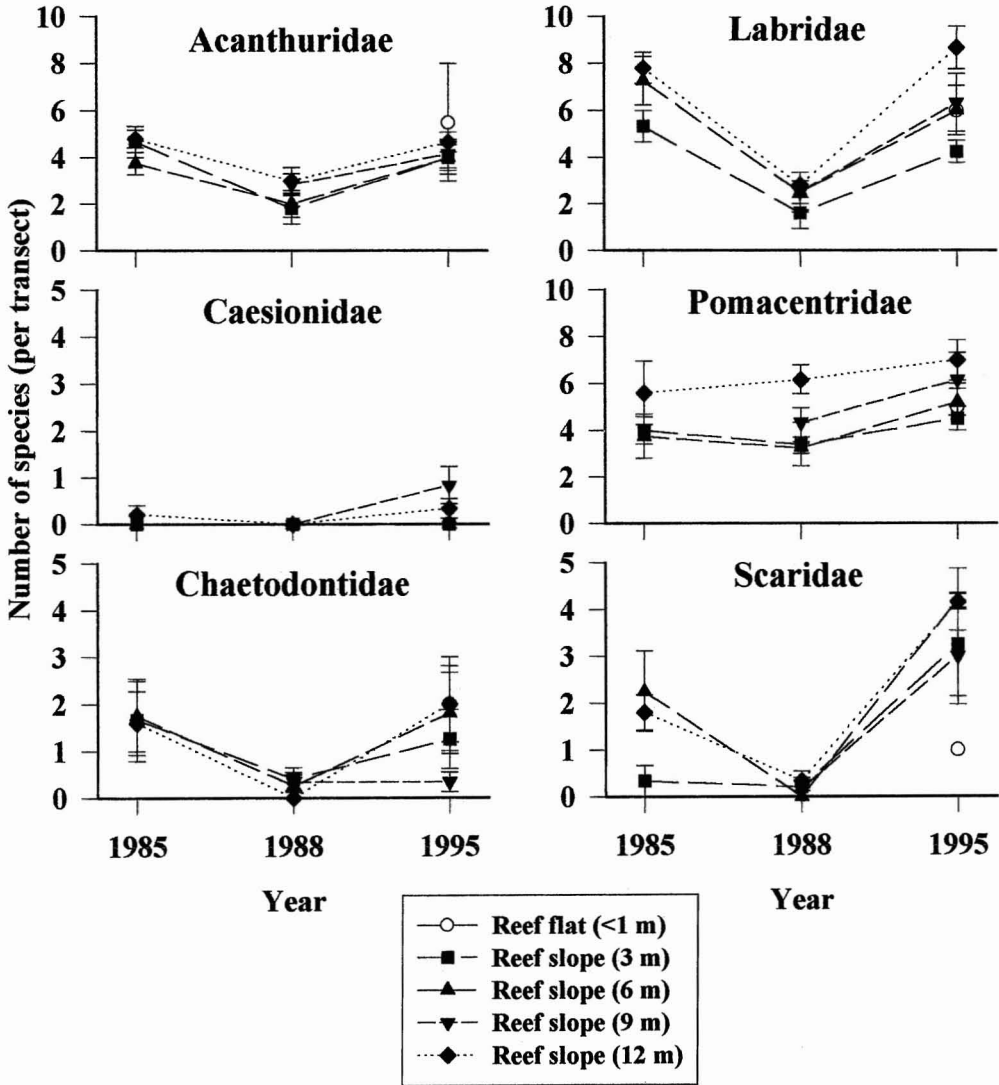 Number of species (per transect)
Acanthuridae
10
8
6
4
2
0
Labridae
10
8
6
4
2
0
Caesionidae
5
4
3
2
1
0
Pomacentridae
10
8
6
4
2
0
Chaetodontidae
5
4
3
2
1
0
1985 1988 1995
Year
Scaridae
5
4
3
2
1
0
1985 1988 1995
Year
Reef flat (<1 m)
Reef slope (3 m)
Reef slope (6 m)
Reef slope (9 m)
Reef slope (12 m)